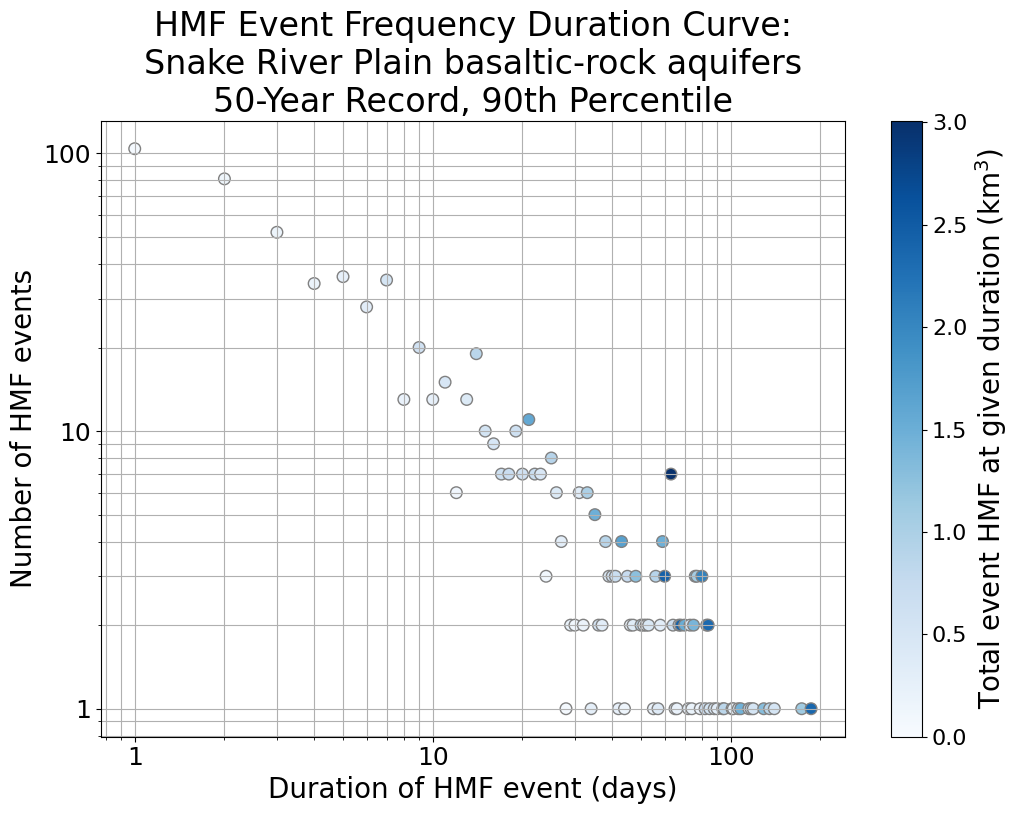 HMF Event Frequency Duration Curve:
Snake River Plain basaltic-rock aquifers
50-Year Record, 90th Percentile
100
10
1
Number of HMF events
1
10
100
Duration of HMF event (days)
3.0
2.5
2.0
1.5
1.0
0.5
0.0
Total event HMF at given duration (km³)